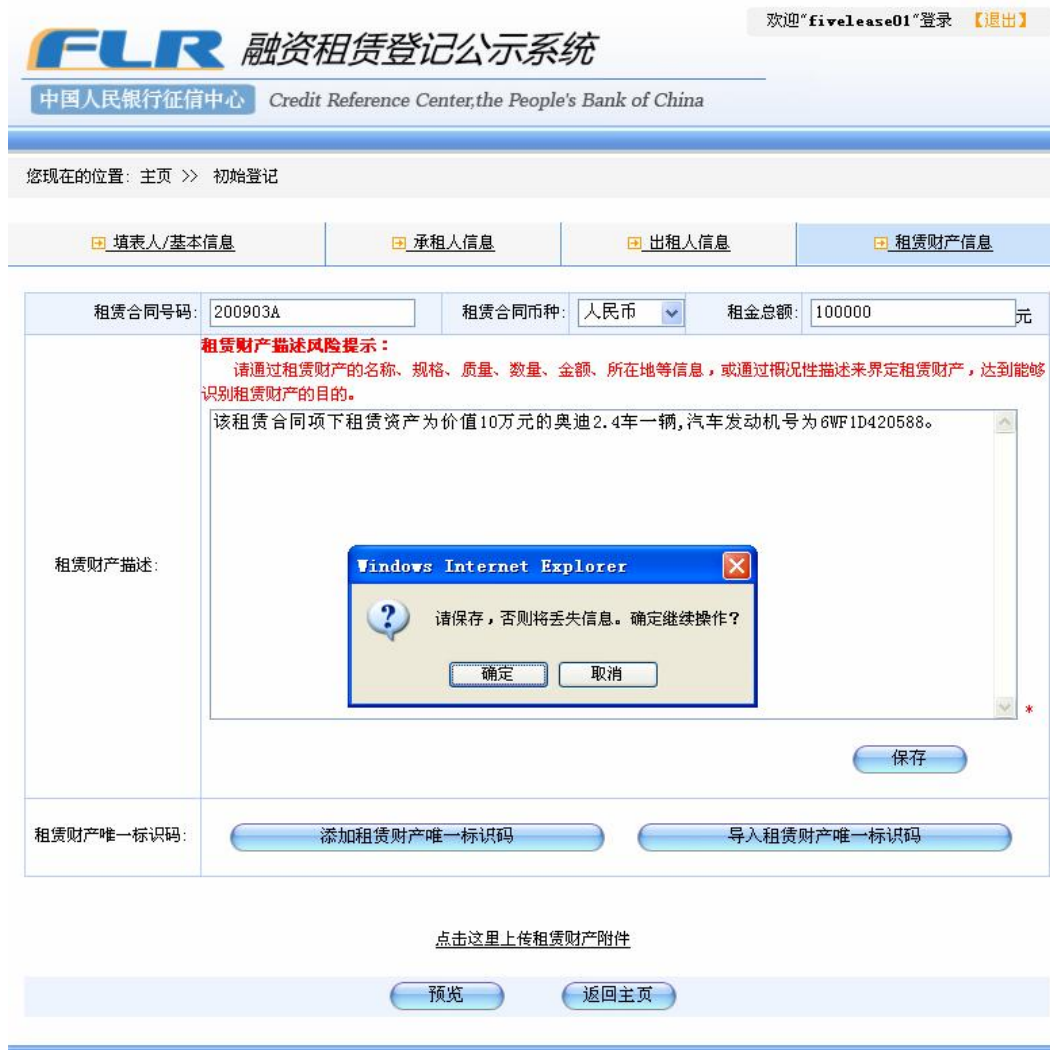 欢迎"fivelease01"登录 【退出】
FLR 融资租赁登记公示系统
中国人民银行征信中心 Credit Reference Center,the People's Bank of China
您现在的位置: 主页 >> 初始登记
填表人/基本信息 承租人信息 出租人信息 租赁财产信息
租赁合同号码: 200903A 租赁合同币种: 人民币 租金总额: 100000 元
租赁财产描述风险提示：
请通过租赁财产的名称、规格、质量、数量、金额、所在地等信息，或通过概况性描述来界定租赁财产，达到能够
识别租赁财产的目的。
该租赁合同项下租赁资产为价值10万元的奥迪2.4车一辆,汽车发动机号为6WF1D420588。
租赁财产描述:
Windows Internet Explorer
请保存，否则将丢失信息。确定继续操作？
确定 取消
*
保存
租赁财产唯一标识码: 添加租赁财产唯一标识码 导入租赁财产唯一标识码
点击这里上传租赁财产附件
预览 返回主页